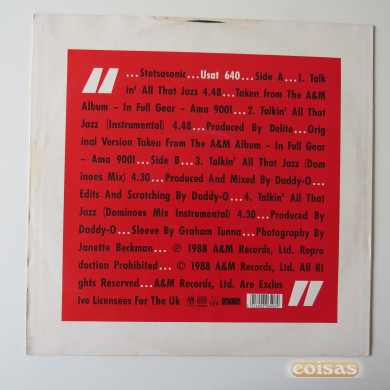 ...Stetsasonic...Usat 640...Side A...1. Talk
in' All That Jazz 4.48...Taken from The A&M
Album – In Full Gear – Ama 9001...2. Talkin' All That
Jazz (Instrumental) 4.48...Produced By Delite...Orig
inal Version Taken From The A&M Album – In Full Gear
– Ama 9001...Side B...3. Talkin' All That Jazz (Dom
inoes Mix) 4.30...Produced And Mixed By Daddy-O...
Edits And Scratching By Daddy-O...4. Talkin' All That
Jazz (Dominoes Mix Instrumental) 4.30...Produced By
Daddy-O...Sleeve By Graham Tunna...Photography By
Janette Beckman... ℗ 1988 A&M Records, Ltd. Repro
duction Prohibited... © 1988 A&M Records, Ltd. All Ri
ghts Reserved...A&M Records, Ltd. Are Exclus
ive Licensees For The Uk
coisas